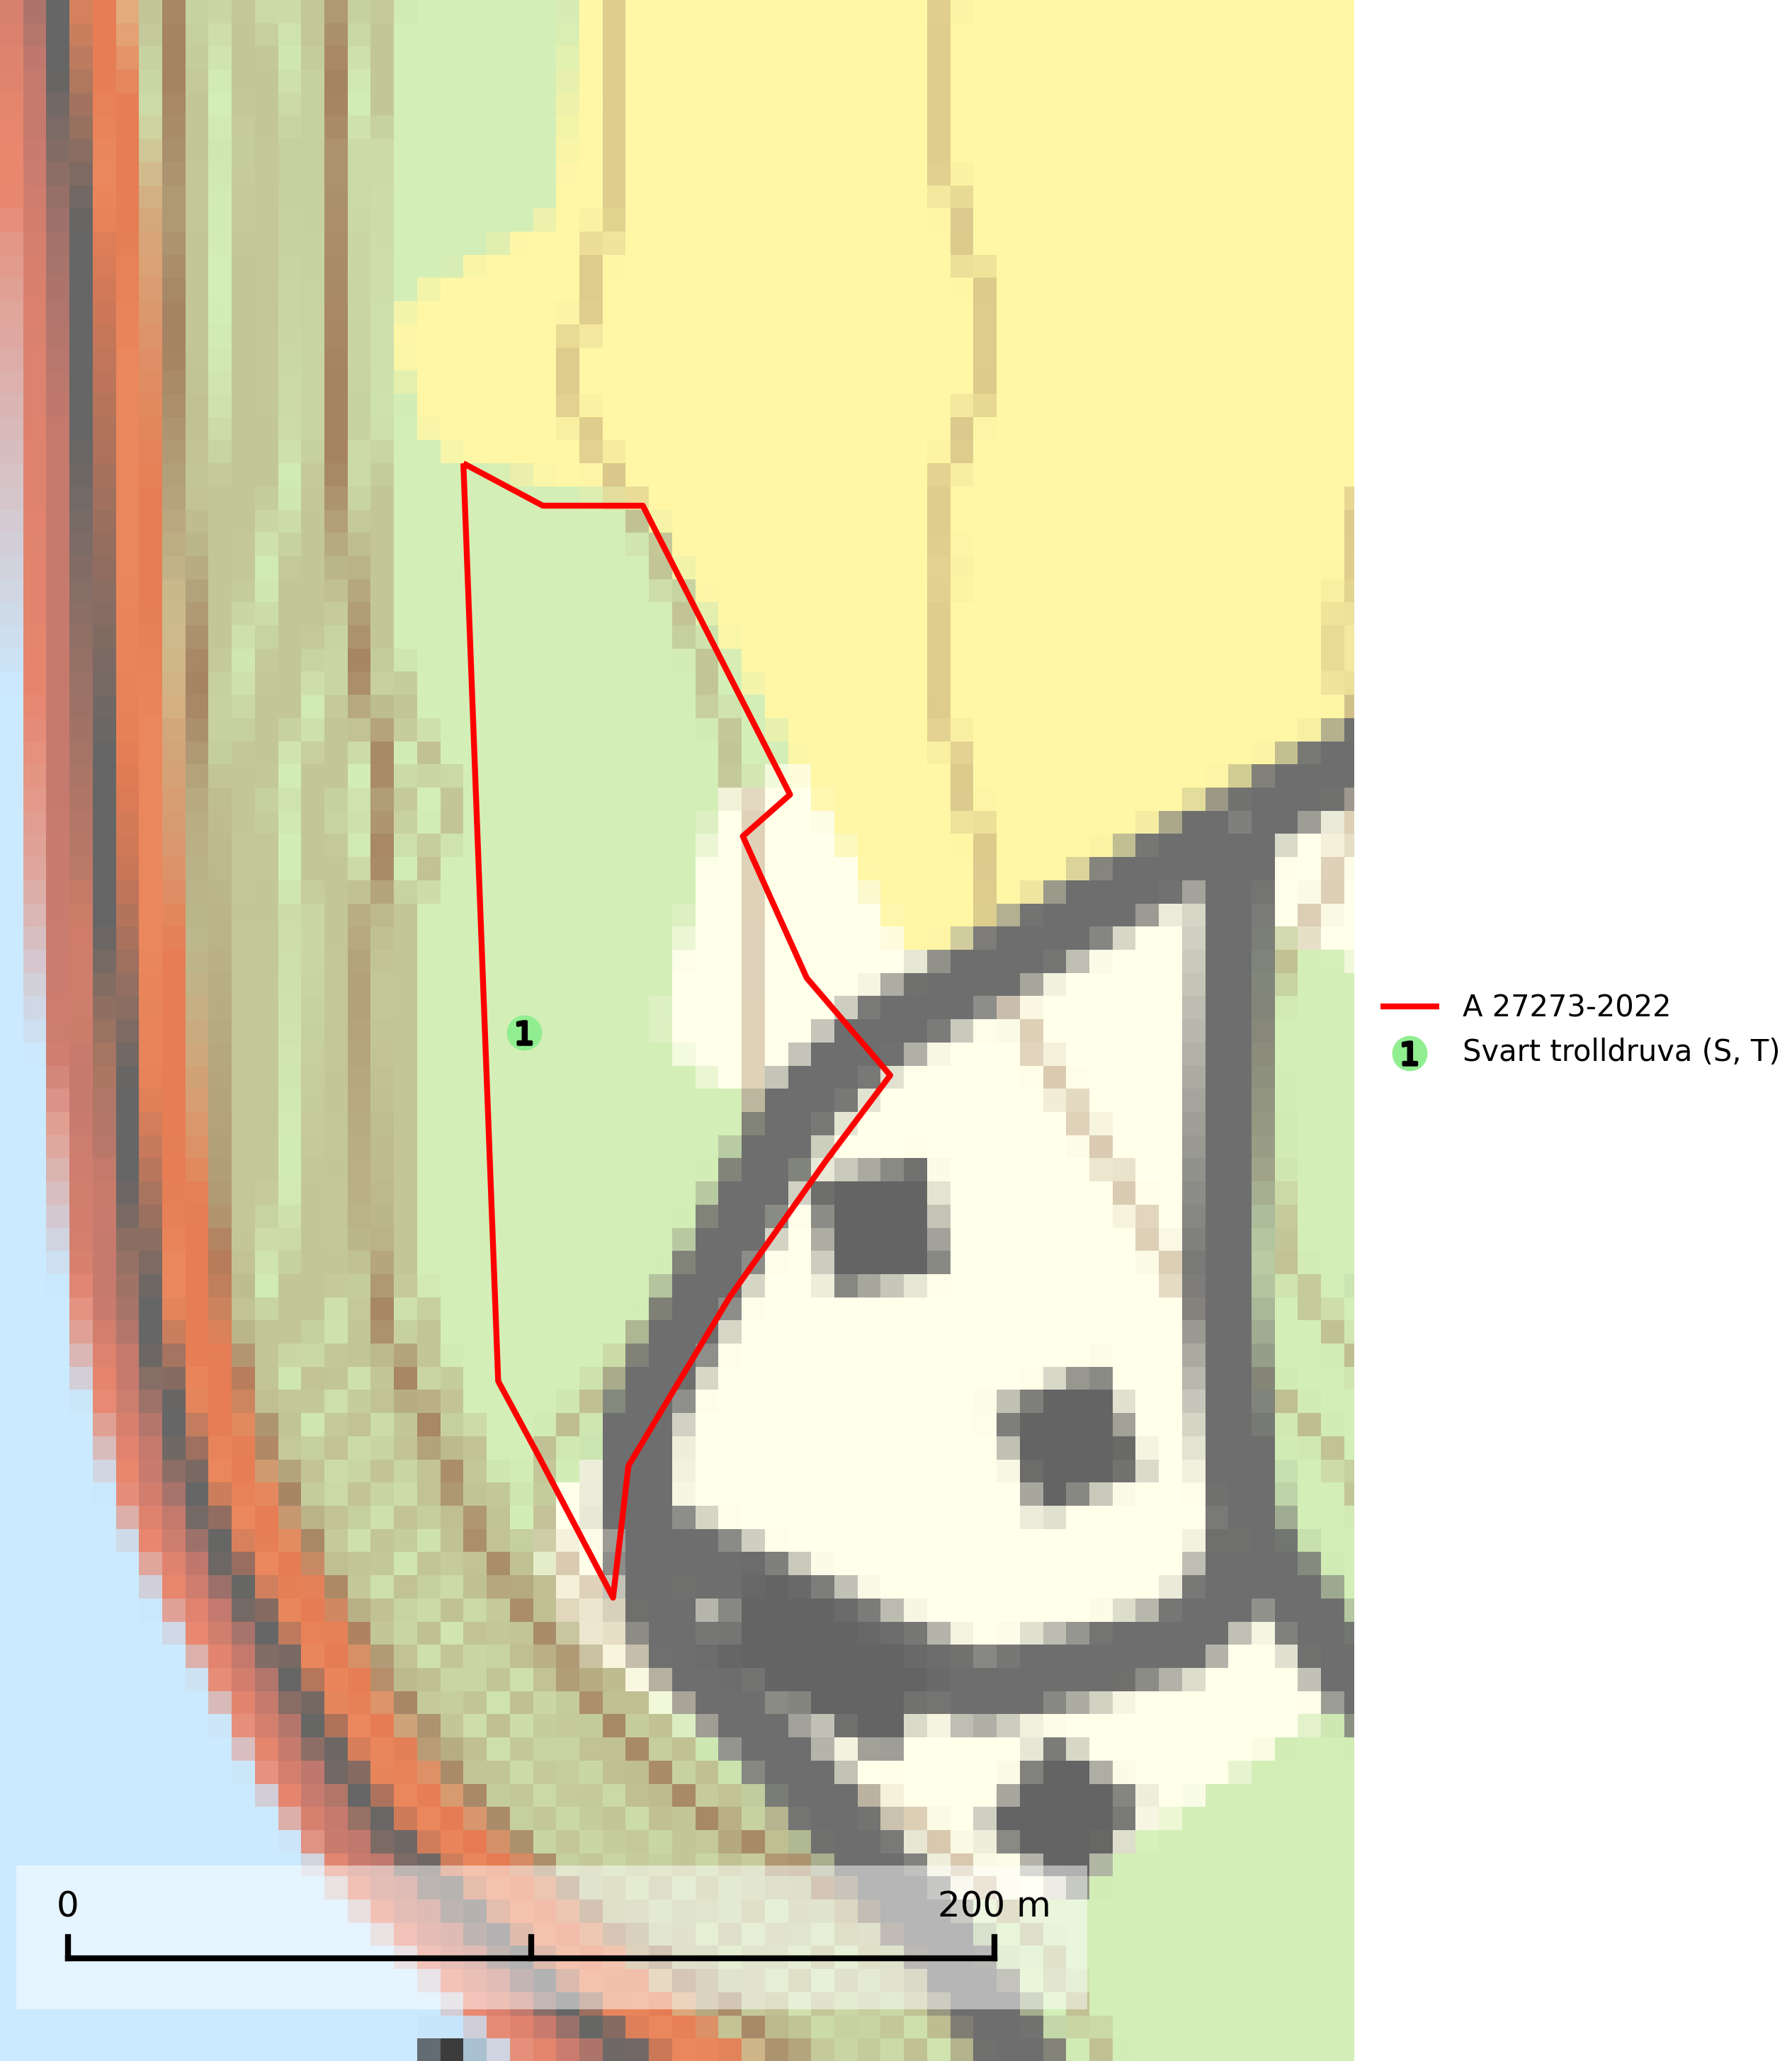 1
A 27273-2022
1 Svart trolldruva (S, T)
0 200 m